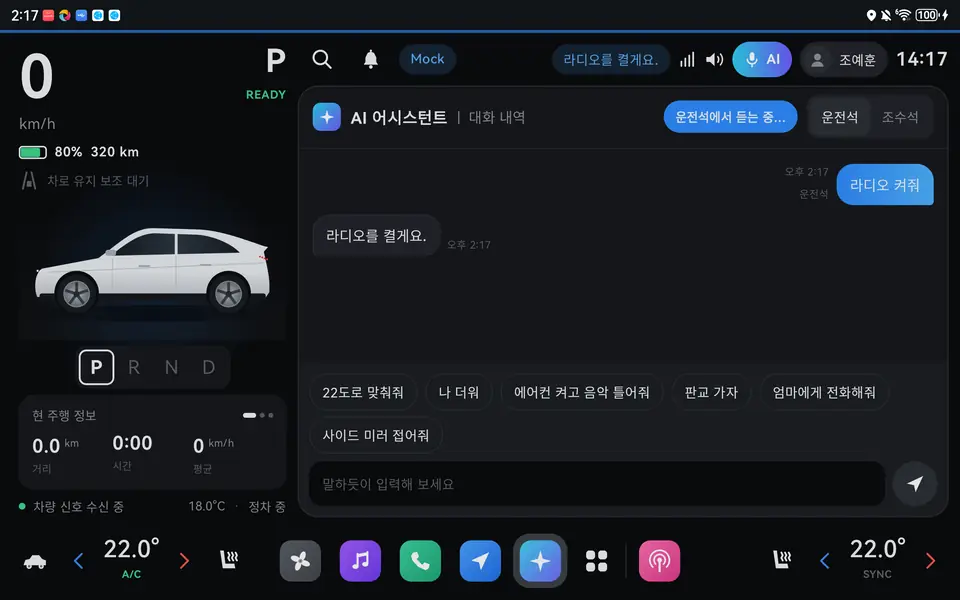 2:17
100
0
km/h
P
READY
80% 320 km
차로 유지 보조 대기
P R N D
현 주행 정보
0.0 km
거리
0:00
시간
0 km/h
평균
차량 신호 수신 중
18.0°C · 정차 중
Mock
라디오를 켤게요.
AI
조예훈
14:17
AI 어시스턴트 | 대화 내역
운전석에서 듣는 중...
운전석
조수석
오후 2:17
운전석
라디오 켜줘
라디오를 켤게요.
오후 2:17
22도로 맞춰줘
나 더워
에어컨 켜고 음악 틀어줘
판교 가자
엄마에게 전화해줘
사이드 미러 접어줘
말하듯이 입력해 보세요
22.0°
A/C
22.0°
SYNC